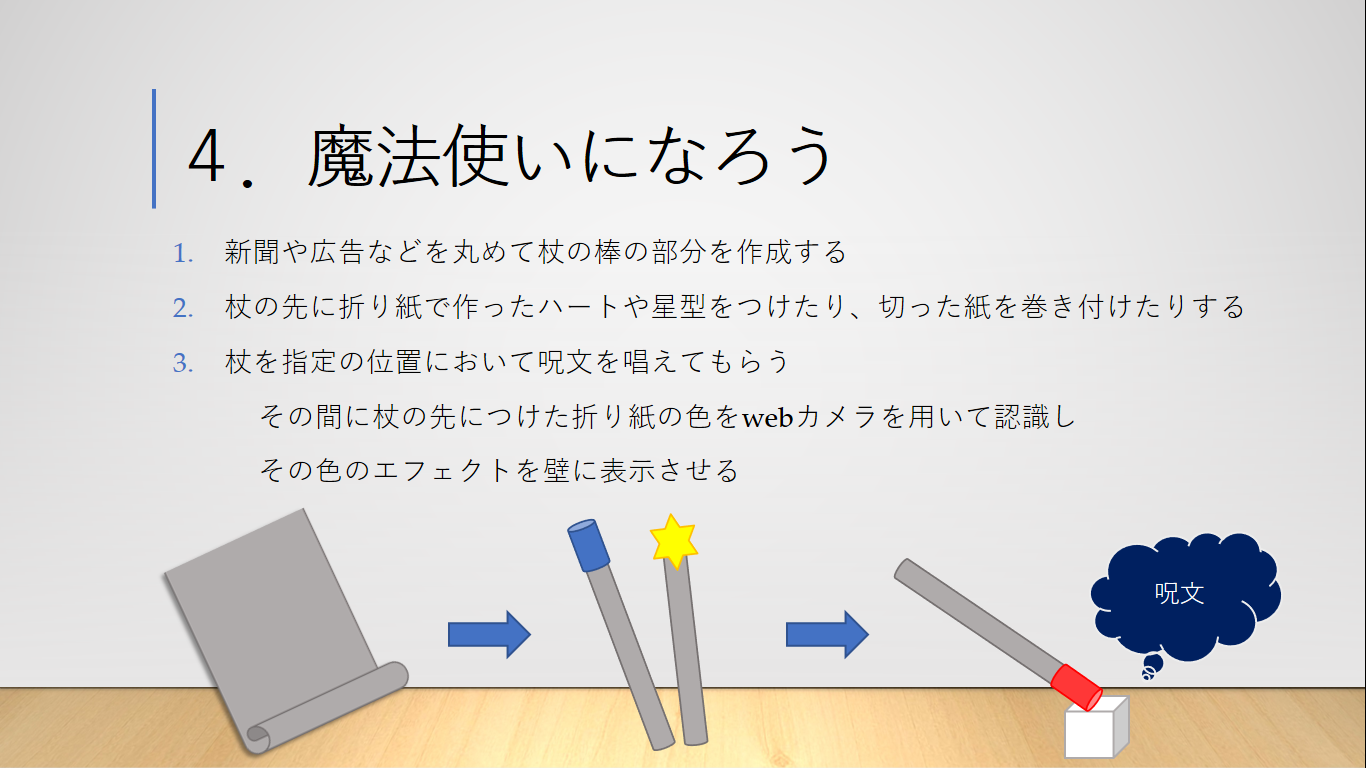 ４．魔法使いになろう
1. 新聞や広告などを丸めて杖の棒の部分を作成する
2. 杖の先に折り紙で作ったハートや星型をつけたり、切った紙を巻き付けたりする
3. 杖を指定の位置において呪文を唱えてもらう
その間に杖の先につけた折り紙の色をwebカメラを用いて認識し
その色のエフェクトを壁に表示させる
呪文